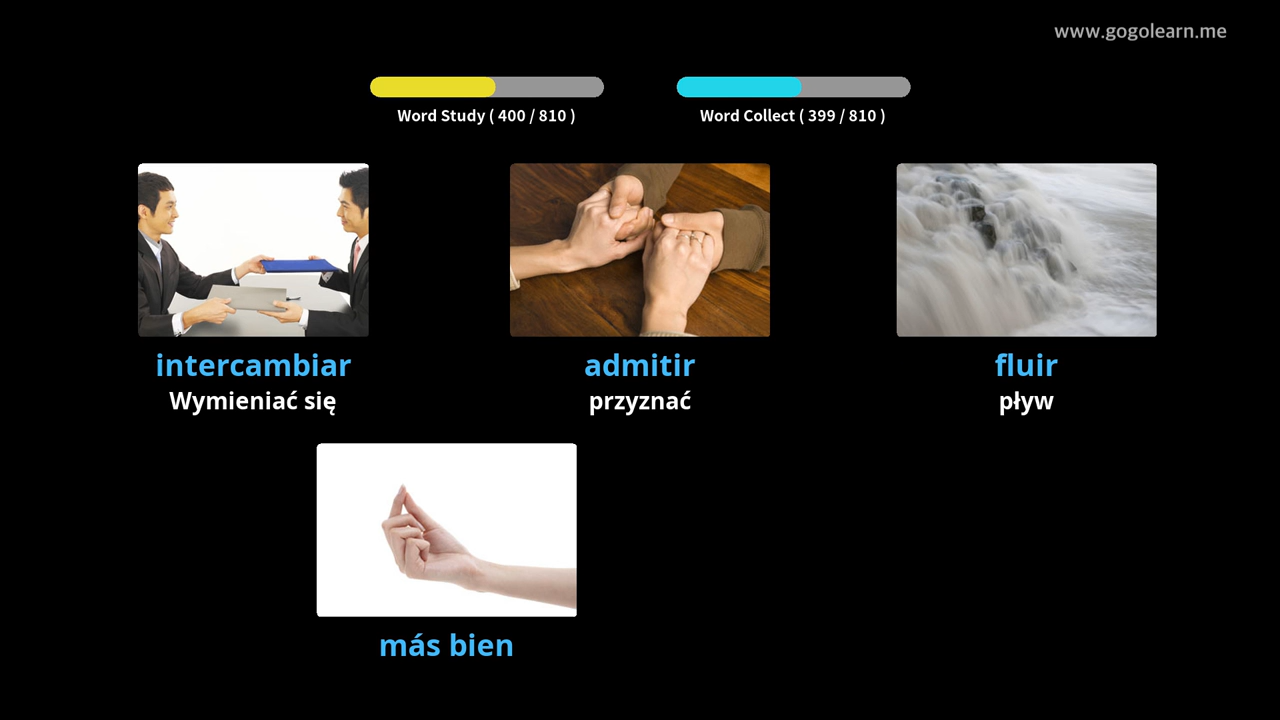 www.gogolearn.me
Word Study ( 400 / 810 )
Word Collect ( 399 / 810 )
intercambiar
Wymieniać się
admitir
przyznać
fluir
pływ
más bien